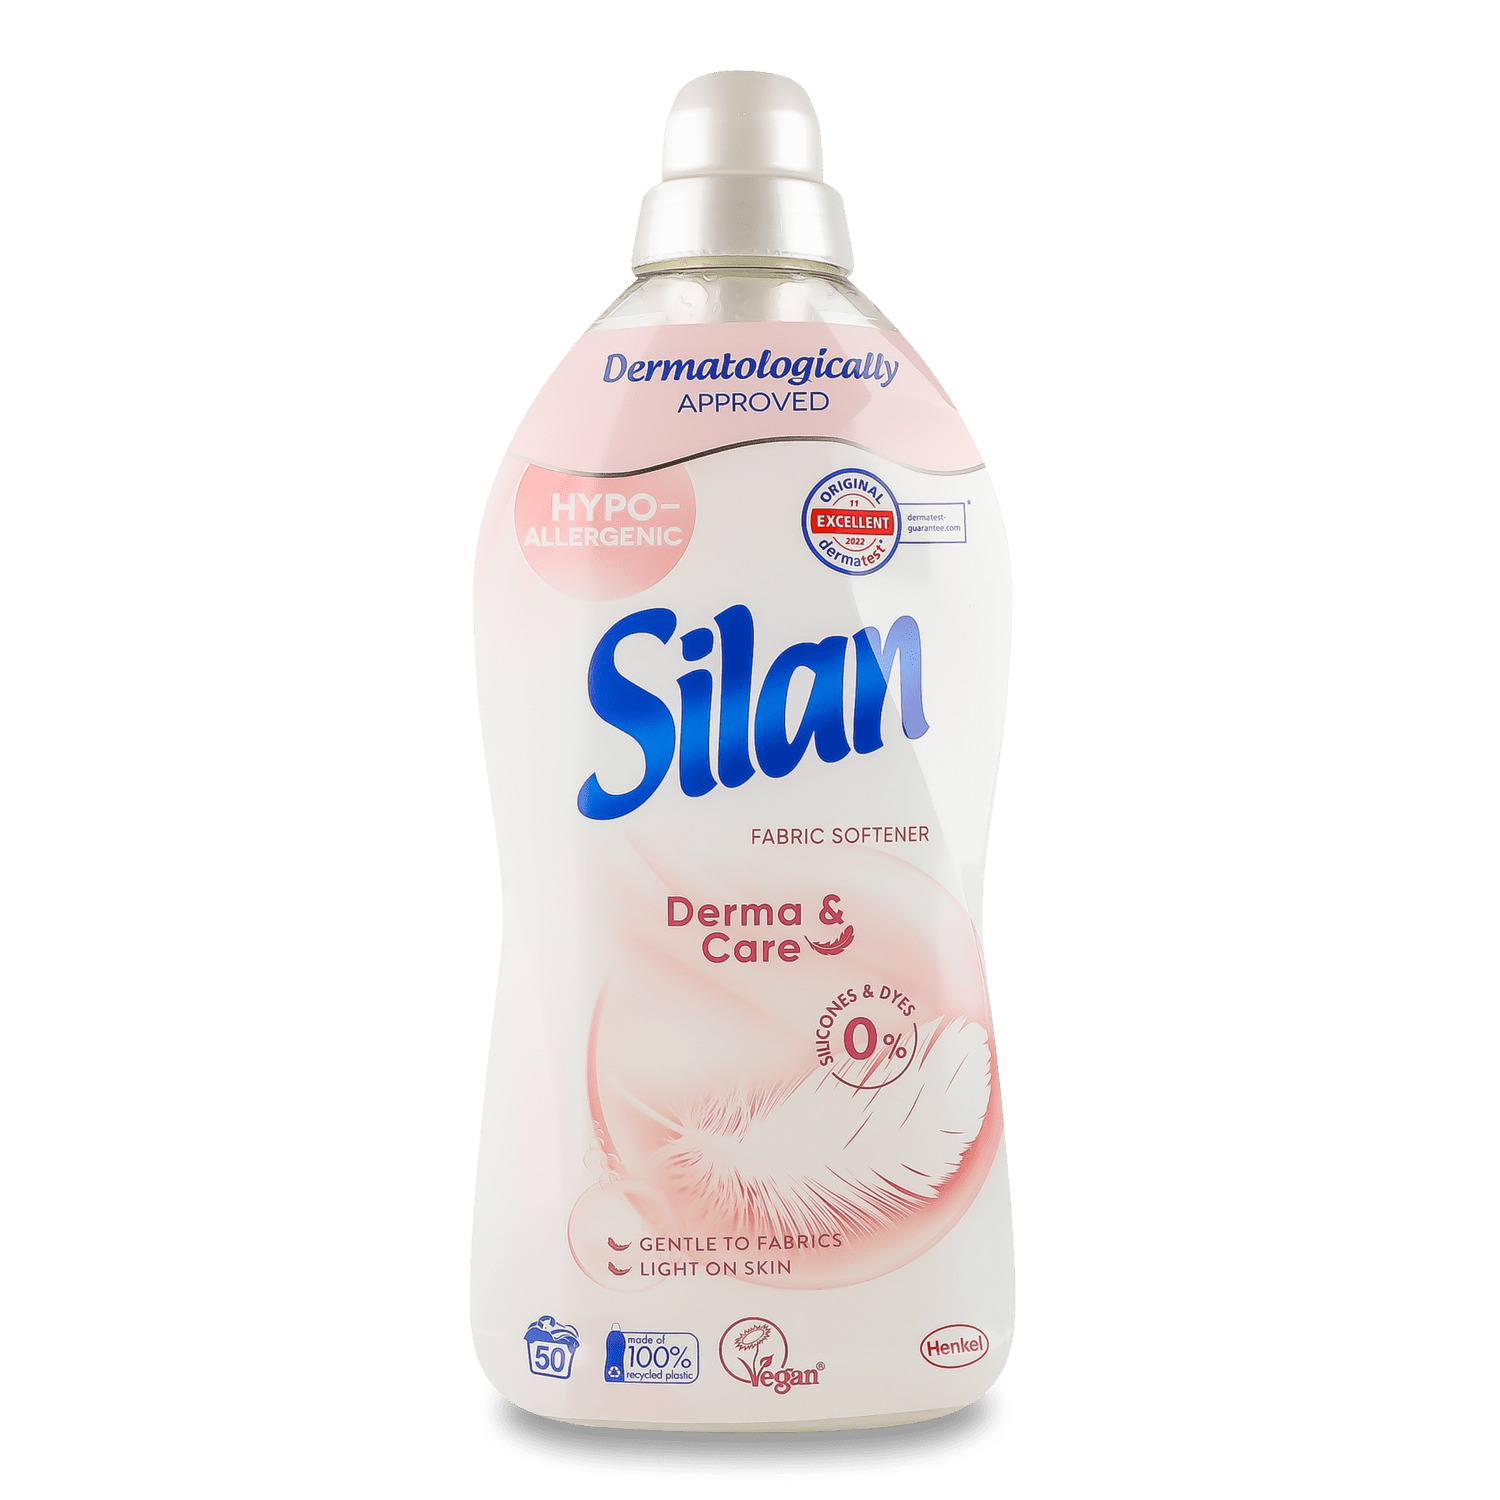 Dermatologically
APPROVED
HYPO-
ALLERGENIC
ORIGINAL
11
EXCELLENT
2022
dermatest®
dermatest-
guarantee.com
*
Silan
FABRIC SOFTENER
Derma &
Care
SILICONES & DYES
0%
GENTLE TO FABRICS
LIGHT ON SKIN
50
made of
100%
recycled plastic
Vegan®
Henkel